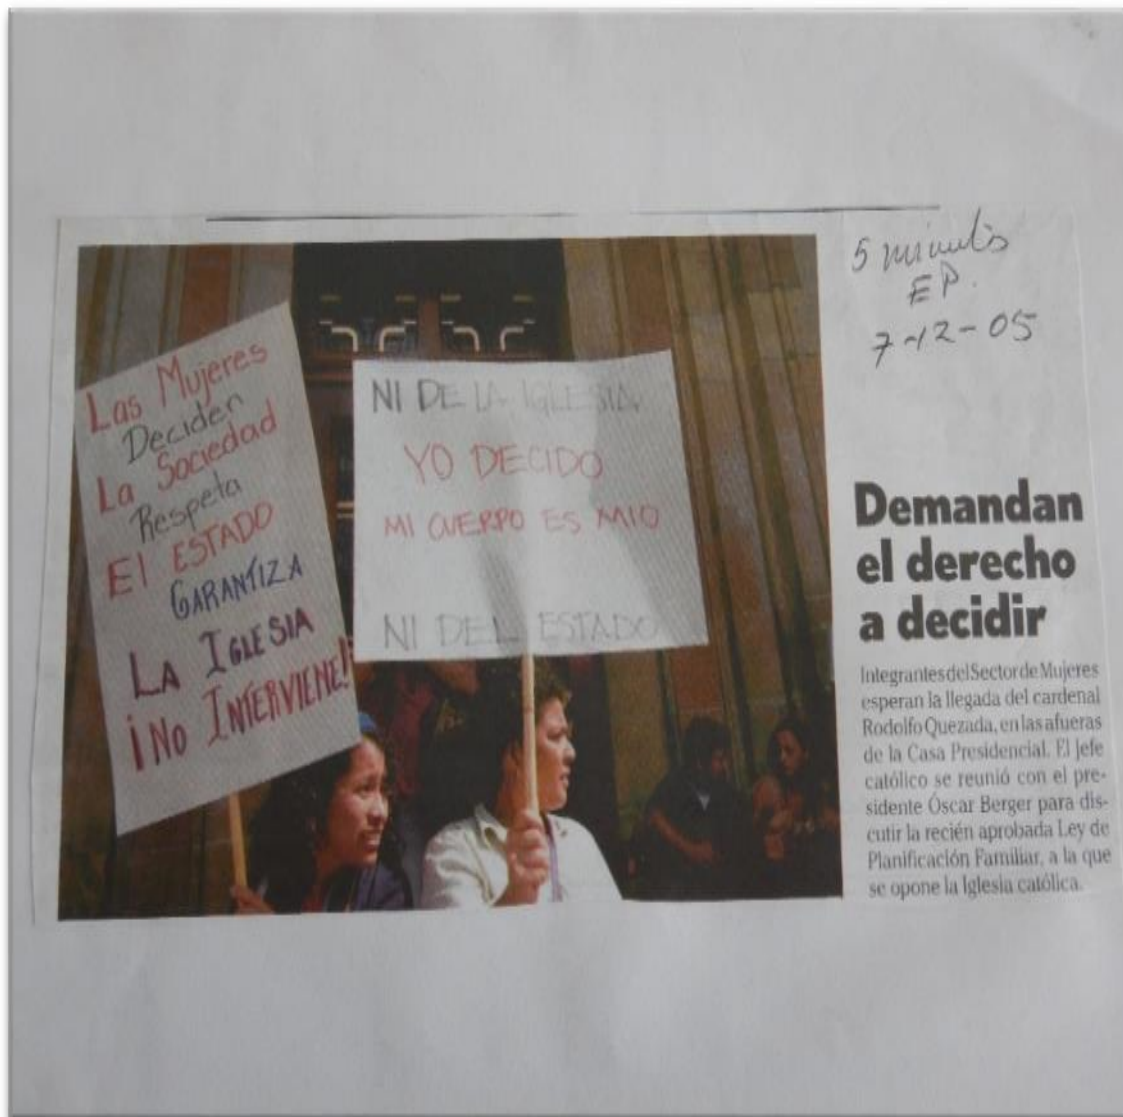 Las Mujeres
Deciden
La Sociedad
Respeta
El ESTADO
GARANTIZA
LA IGLESIA
¡NO INTERVIENE!
NI DE LA IGLESIA
YO DECIDO
MI CUERPO ES MIO
NI DEL ESTADO
5 minutos
E P.
7-12-05
Demandan
el derecho
a decidir
Integrantes del Sector de Mujeres
esperan la llegada del cardenal
Rodolfo Quezada, en las afueras
de la Casa Presidencial. El jefe
católico se reunió con el pre-
sidente Óscar Berger para dis-
cutir la recién aprobada Ley de
Planificación Familiar, a la que
se opone la Iglesia católica.